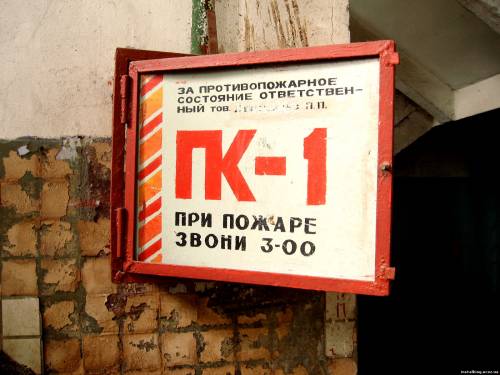 ЗА ПРОТИВОПОЖАРНОЕ
СОСТОЯНИЕ ОТВЕТСТВЕН-
НЫЙ ТОВ. П.П.
ПК-1
ПРИ ПОЖАРЕ
ЗВОНИ 3-00